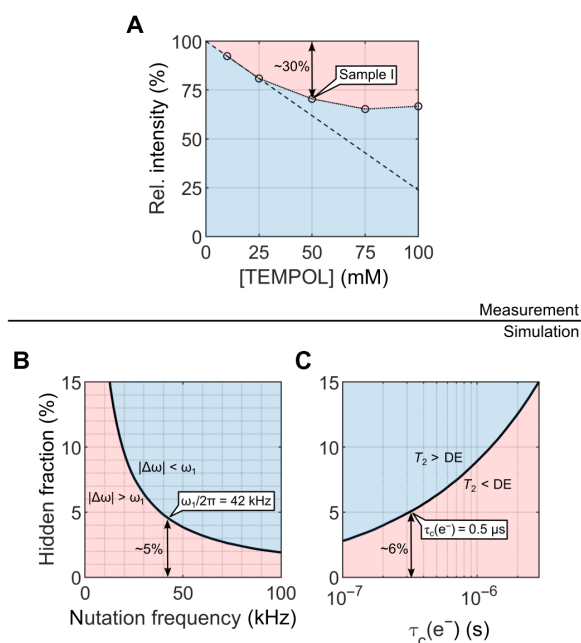 A
100
75
50
25
0
Rel. intensity (%)
~30%
Sample I
0 25 50 75 100
[TEMPOL] (mM)
Measurement
Simulation
B
15
10
5
0
Hidden fraction (%)
|Δω| < ω₁
|Δω| > ω₁
ω₁/2π = 42 kHz
~5%
0 50 100
Nutation frequency (kHz)
C
15
10
5
0
T₂ > DE
T₂ < DE
τc(e⁻) = 0.5 µs
~6%
10⁻⁷ 10⁻⁶
τc(e⁻) (s)